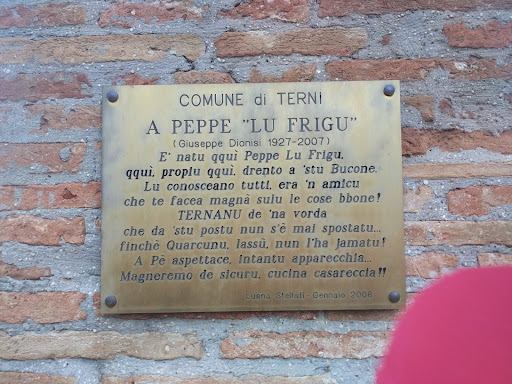 COMUNE di TERNI
A PEPPE "LU FRIGU"
(Giuseppe Dionisi 1927-2007)
E' natu qquì Peppe Lu Frigu,
qquì, propiu qquì, drento a 'stu Bucone.
Lu conosceano tutti, era 'n amicu
che te facea magnà sulu le cose bbone!
TERNANU de 'na vorda
che da 'stu postu nun s'è mai spostatu...
finchè Quarcunu, lassù, nun l'ha jamatu!
A Pè aspettace, intantu apparecchia...
Magneremo de sicuru, cucina casareccia!!
Luana Stellati - Gennaio 2008